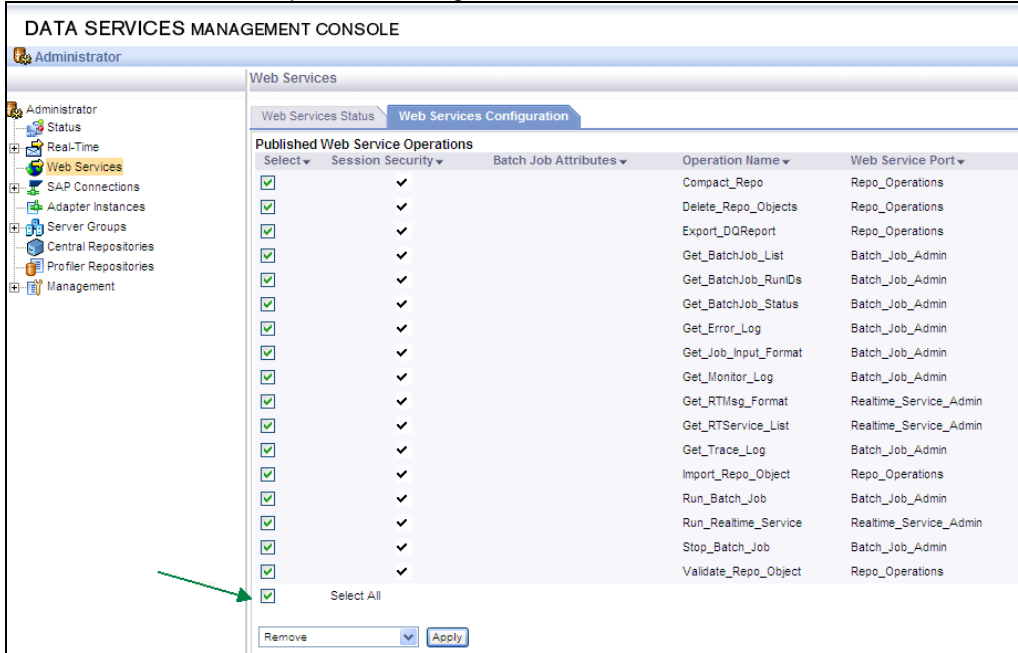 DATA SERVICES MANAGEMENT CONSOLE
Administrator
Web Services
Administrator
Status
Real-Time
Web Services
SAP Connections
Adapter Instances
Server Groups
Central Repositories
Profiler Repositories
Management
Web Services Status Web Services Configuration
Published Web Service Operations
Select Session Security Batch Job Attributes Operation Name Web Service Port
Compact_Repo Repo_Operations
Delete_Repo_Objects Repo_Operations
Export_DQReport Repo_Operations
Get_BatchJob_List Batch_Job_Admin
Get_BatchJob_RunIDs Batch_Job_Admin
Get_BatchJob_Status Batch_Job_Admin
Get_Error_Log Batch_Job_Admin
Get_Job_Input_Format Batch_Job_Admin
Get_Monitor_Log Batch_Job_Admin
Get_RTMsg_Format Realtime_Service_Admin
Get_RTService_List Realtime_Service_Admin
Get_Trace_Log Batch_Job_Admin
Import_Repo_Object Repo_Operations
Run_Batch_Job Batch_Job_Admin
Run_Realtime_Service Realtime_Service_Admin
Stop_Batch_Job Batch_Job_Admin
Validate_Repo_Object Repo_Operations
Select All
Remove Apply